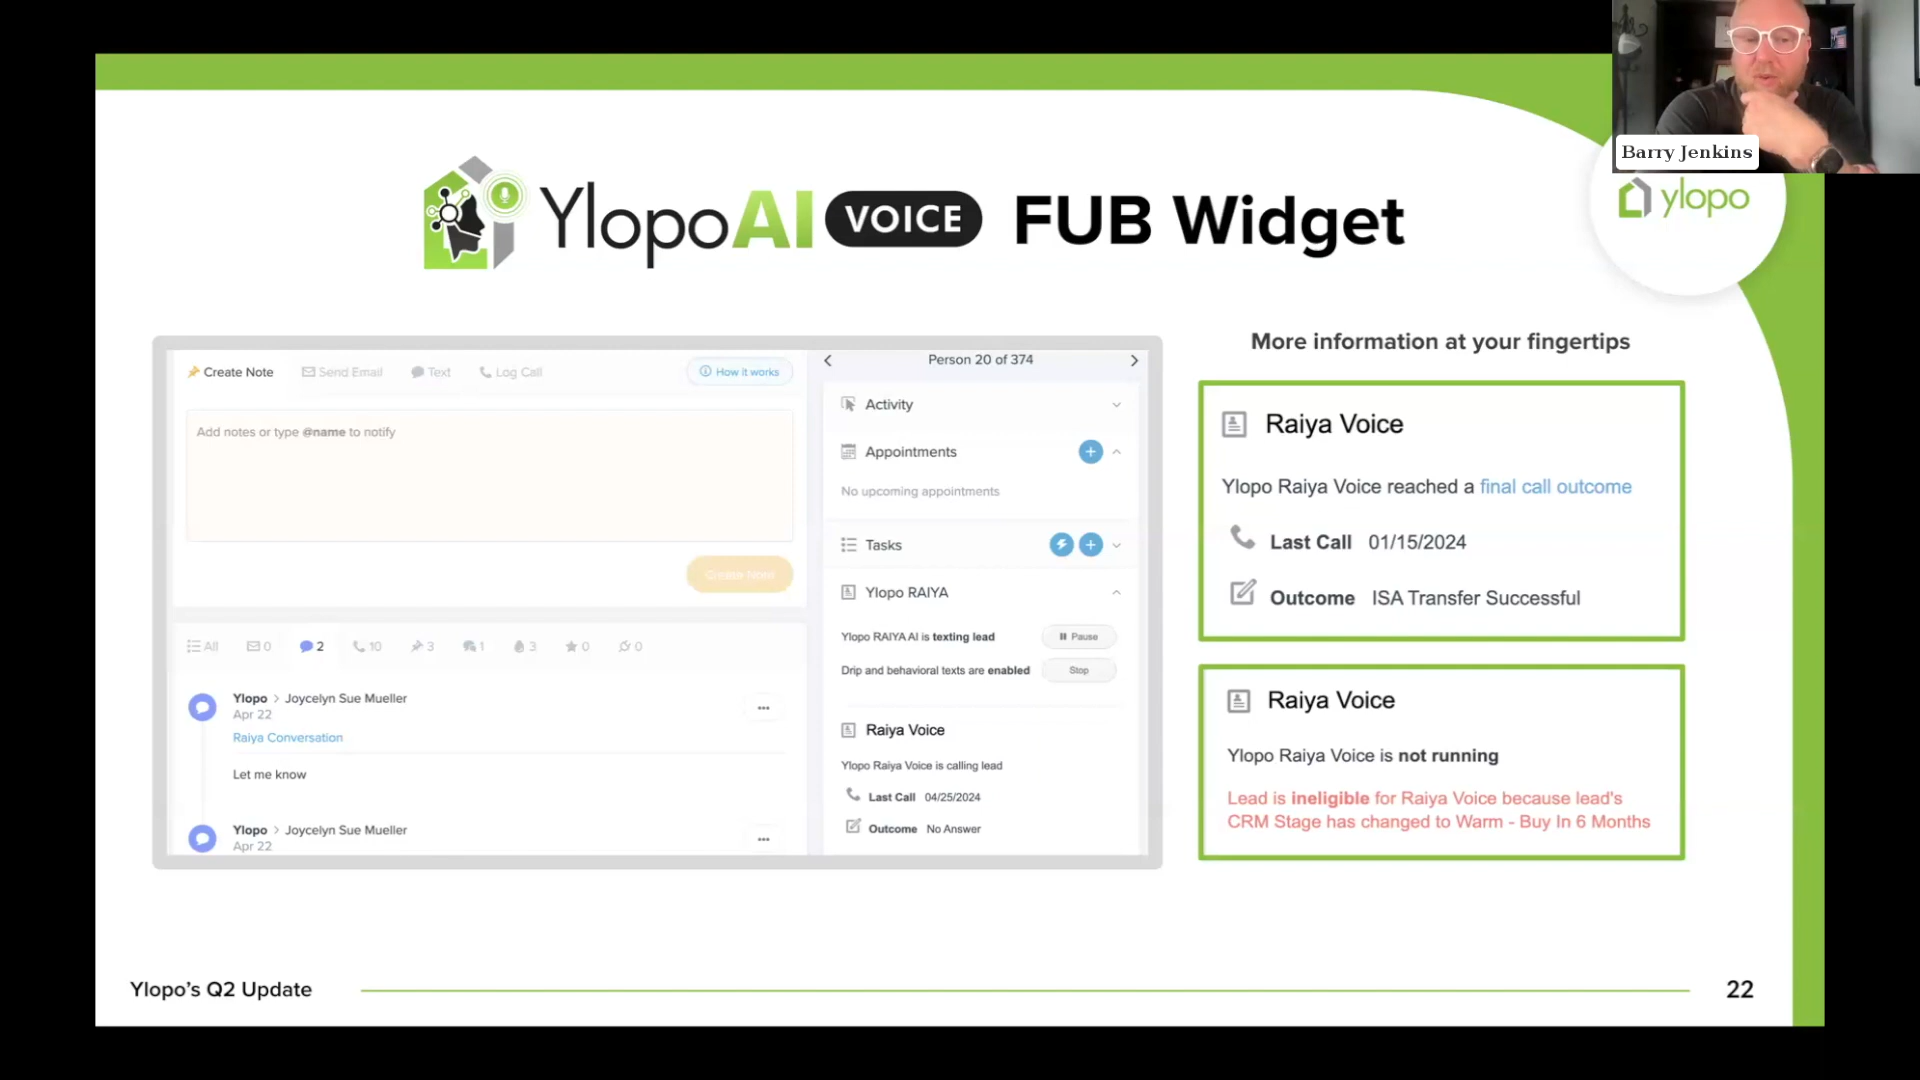 Barry Jenkins
ylopo
YlopoAI VOICE FUB Widget
Create Note Send Email Text Log Call How it works
Add notes or type @name to notify
Create Note
All 0 2 10 3 1 3 0 0
Ylopo > Joycelyn Sue Mueller
Apr 22
Raiya Conversation
Let me know
Ylopo > Joycelyn Sue Mueller
Apr 22
Person 20 of 374
Activity
Appointments
No upcoming appointments
Tasks
Ylopo RAIYA
Ylopo RAIYA AI is texting lead Pause
Drip and behavioral texts are enabled Stop
Raiya Voice
Ylopo Raiya Voice is calling lead
Last Call 04/25/2024
Outcome No Answer
More information at your fingertips
Raiya Voice
Ylopo Raiya Voice reached a final call outcome
Last Call 01/15/2024
Outcome ISA Transfer Successful
Raiya Voice
Ylopo Raiya Voice is not running
Lead is ineligible for Raiya Voice because lead's
CRM Stage has changed to Warm - Buy In 6 Months
Ylopo's Q2 Update
22